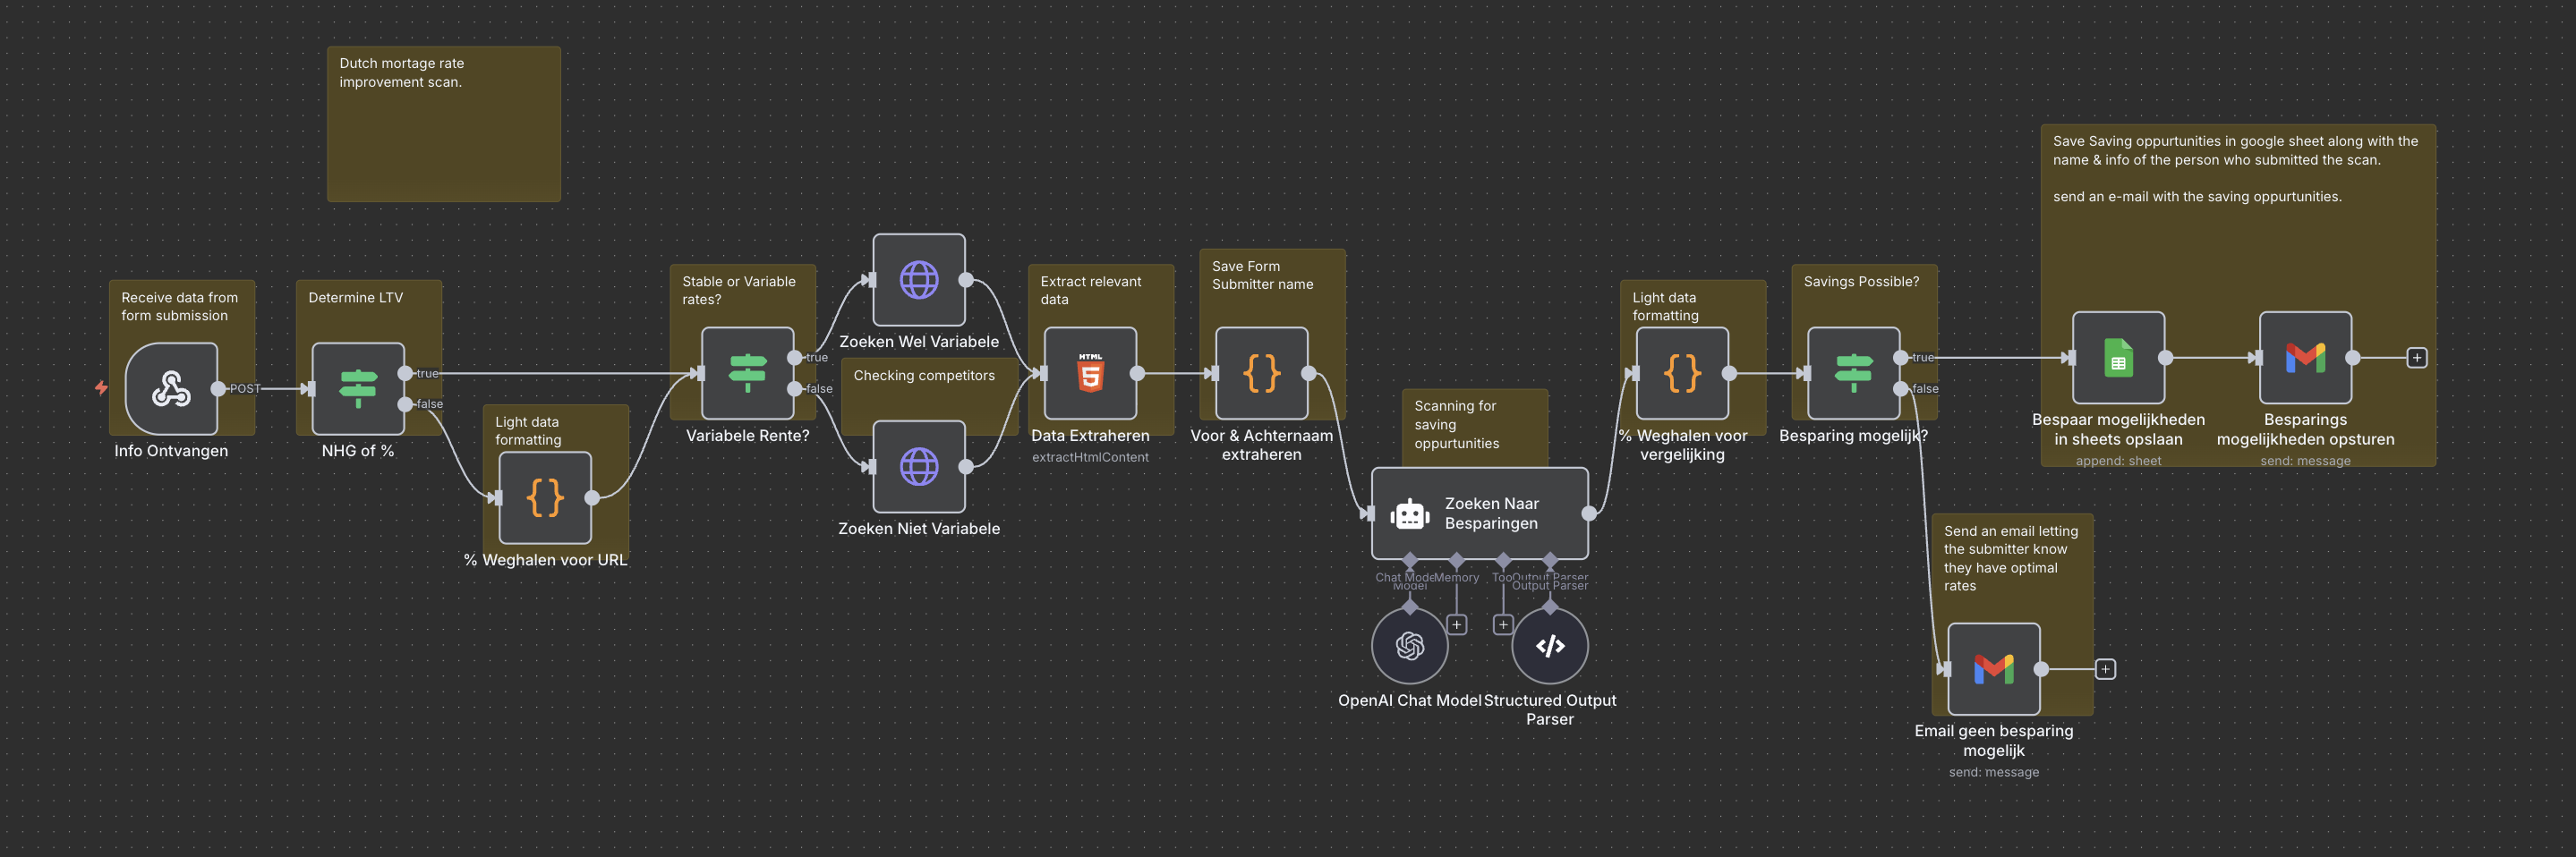 Dutch mortage rate
improvement scan.
Receive data from
form submission
POST
Info Ontvangen
Determine LTV
true
false
NHG of %
Light data
formatting
% Weghalen voor URL
Stable or Variable
rates?
true
false
Variabele Rente?
Zoeken Wel Variabele
Checking competitors
Zoeken Niet Variabele
Extract relevant
data
HTML
Data Extraheren
extractHtmlContent
Save Form
Submitter name
Voor & Achternaam
extraheren
Scanning for
saving
oppurtunities
Zoeken Naar
Besparingen
Chat Model
Model
Memory
Tool
Output Parser
Output Parser
OpenAI Chat Model
Structured Output
Parser
Light data
formatting
% Weghalen voor
vergelijking
Savings Possible?
true
false
Besparing mogelijk?
Save Saving oppurtunities in google sheet along with the
name & info of the person who submitted the scan.
send an e-mail with the saving oppurtunities.
Bespaar mogelijkheden
in sheets opslaan
append: sheet
Besparings
mogelijkheden opsturen
send: message
Send an email letting
the submitter know
they have optimal
rates
Email geen besparing
mogelijk
send: message